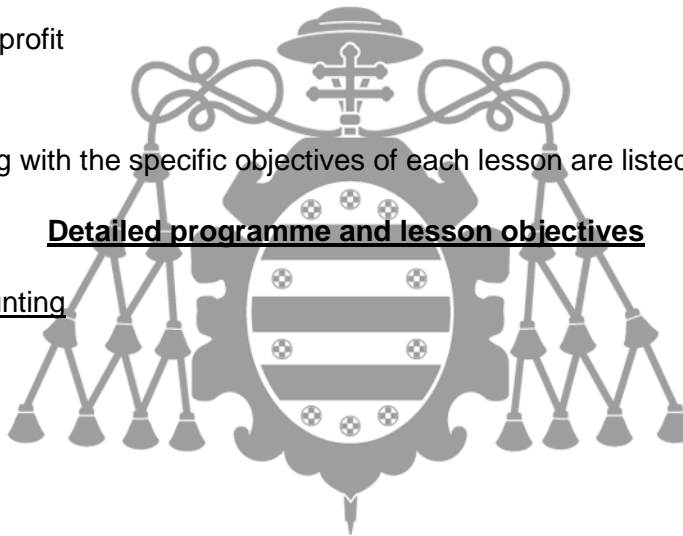 profit
g with the specific objectives of each lesson are listed
Detailed programme and lesson objectives
unting